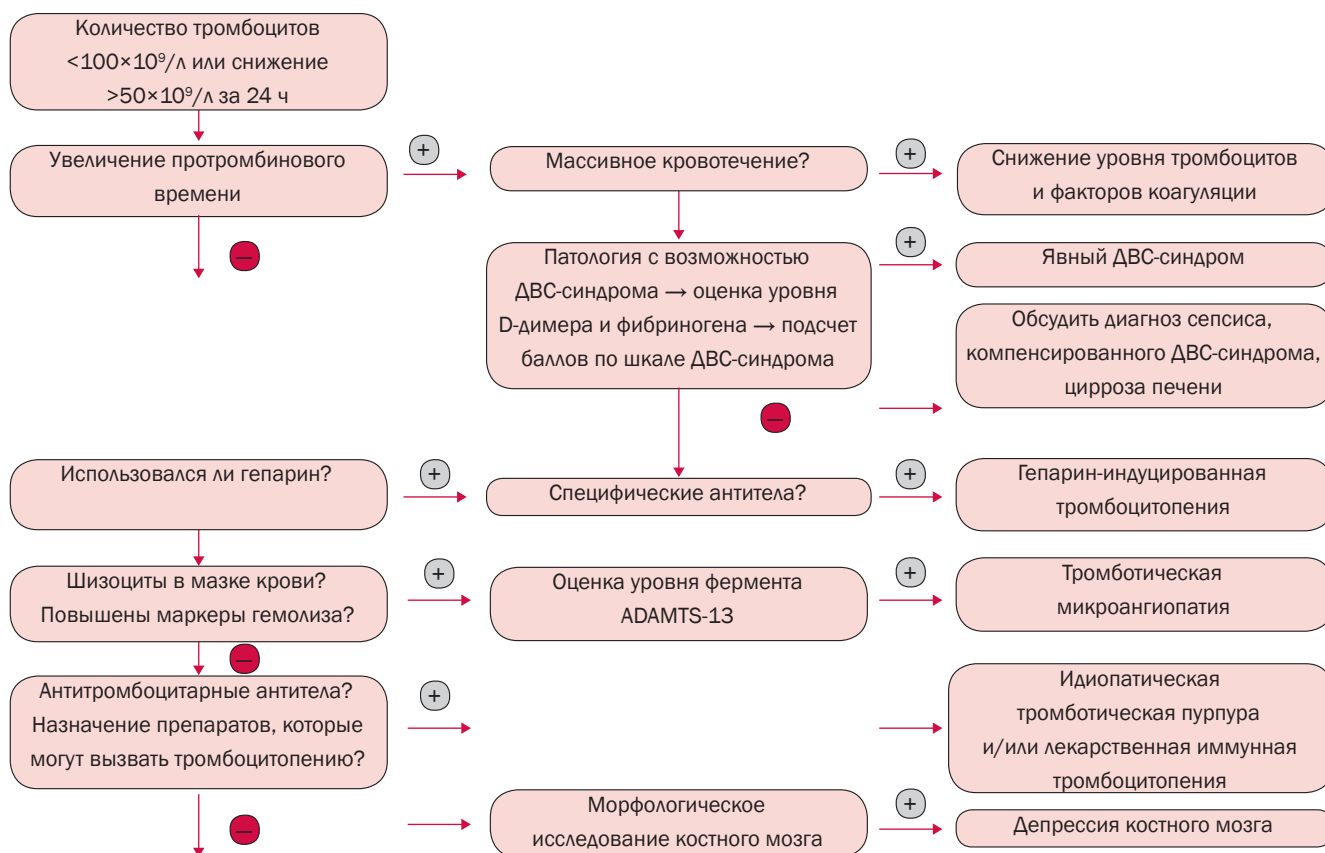 Количество тромбоцитов
<100×10⁹/л или снижение
>50×10⁹/л за 24 ч
Увеличение протромбинового
времени
+
Массивное кровотечение?
+
Снижение уровня тромбоцитов
и факторов коагуляции
—
Патология с возможностью
ДВС-синдрома → оценка уровня
D-димера и фибриногена → подсчет
баллов по шкале ДВС-синдрома
+
Явный ДВС-синдром
—
Обсудить диагноз сепсиса,
компенсированного ДВС-синдрома,
цирроза печени
Использовался ли гепарин?
+
Специфические антитела?
+
Гепарин-индуцированная
тромбоцитопения
Шизоциты в мазке крови?
Повышены маркеры гемолиза?
+
Оценка уровня фермента
ADAMTS-13
+
Тромботическая
микроангиопатия
—
Антитромбоцитарные антитела?
Назначение препаратов, которые
могут вызвать тромбоцитопению?
+
Идиопатическая
тромботическая пурпура
и/или лекарственная иммунная
тромбоцитопения
—
Морфологическое
исследование костного мозга
+
Депрессия костного мозга